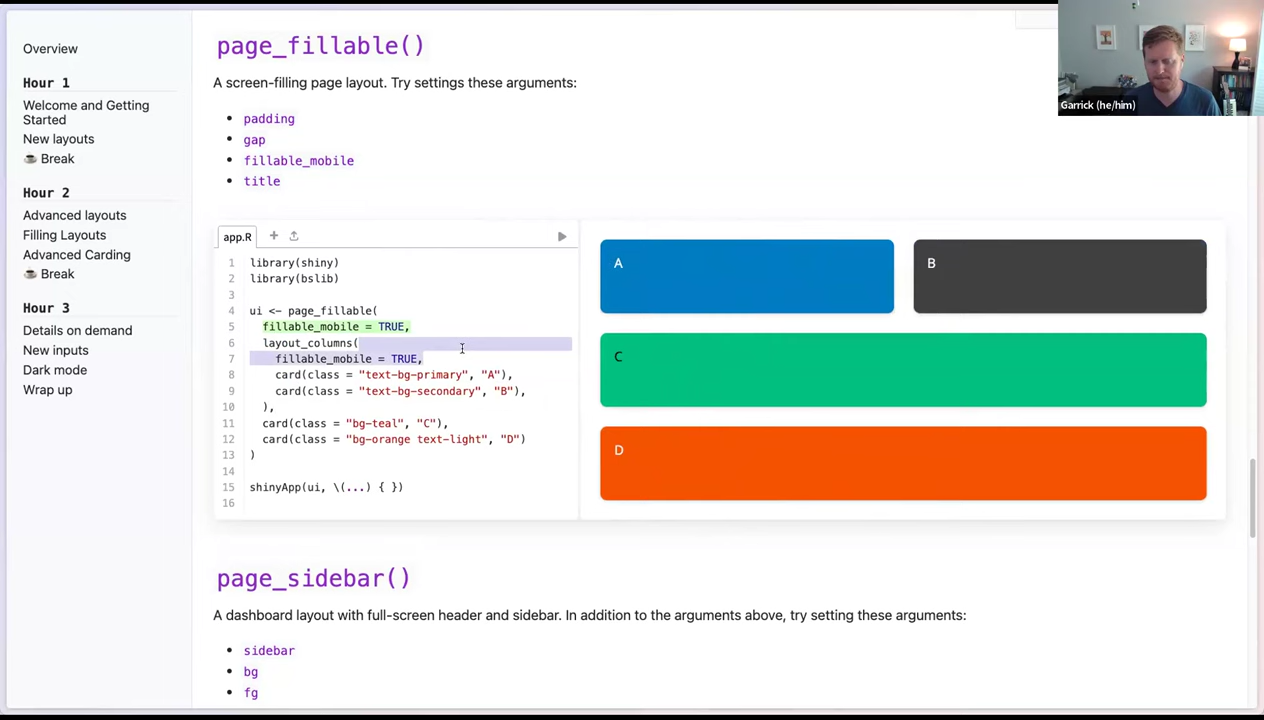 Overview
Hour 1
Welcome and Getting
Started
New layouts
☕ Break
Hour 2
Advanced layouts
Filling Layouts
Advanced Carding
☕ Break
Hour 3
Details on demand
New inputs
Dark mode
Wrap up
page_fillable()
A screen-filling page layout. Try settings these arguments:
• padding
• gap
• fillable_mobile
• title
app.R
1 library(shiny)
2 library(bslib)
3
4 ui <- page_fillable(
5 fillable_mobile = TRUE,
6 layout_columns(
7 fillable_mobile = TRUE,
8 card(class = "text-bg-primary", "A"),
9 card(class = "text-bg-secondary", "B"),
10 ),
11 card(class = "bg-teal", "C"),
12 card(class = "bg-orange text-light", "D")
13 )
14
15 shinyApp(ui, \(...) { })
16
A
B
C
D
page_sidebar()
A dashboard layout with full-screen header and sidebar. In addition to the arguments above, try setting these arguments:
• sidebar
• bg
• fg
Garrick (he/him)